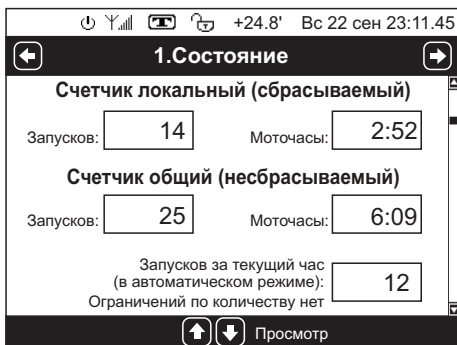 +24.8' Вс 22 сен 23:11.45
1.Состояние
Счетчик локальный (сбрасываемый)
Запусков: 14 Моточасы: 2:52
Счетчик общий (несбрасываемый)
Запусков: 25 Моточасы: 6:09
Запусков за текущий час
(в автоматическом режиме): 12
Ограничений по количеству нет
Просмотр